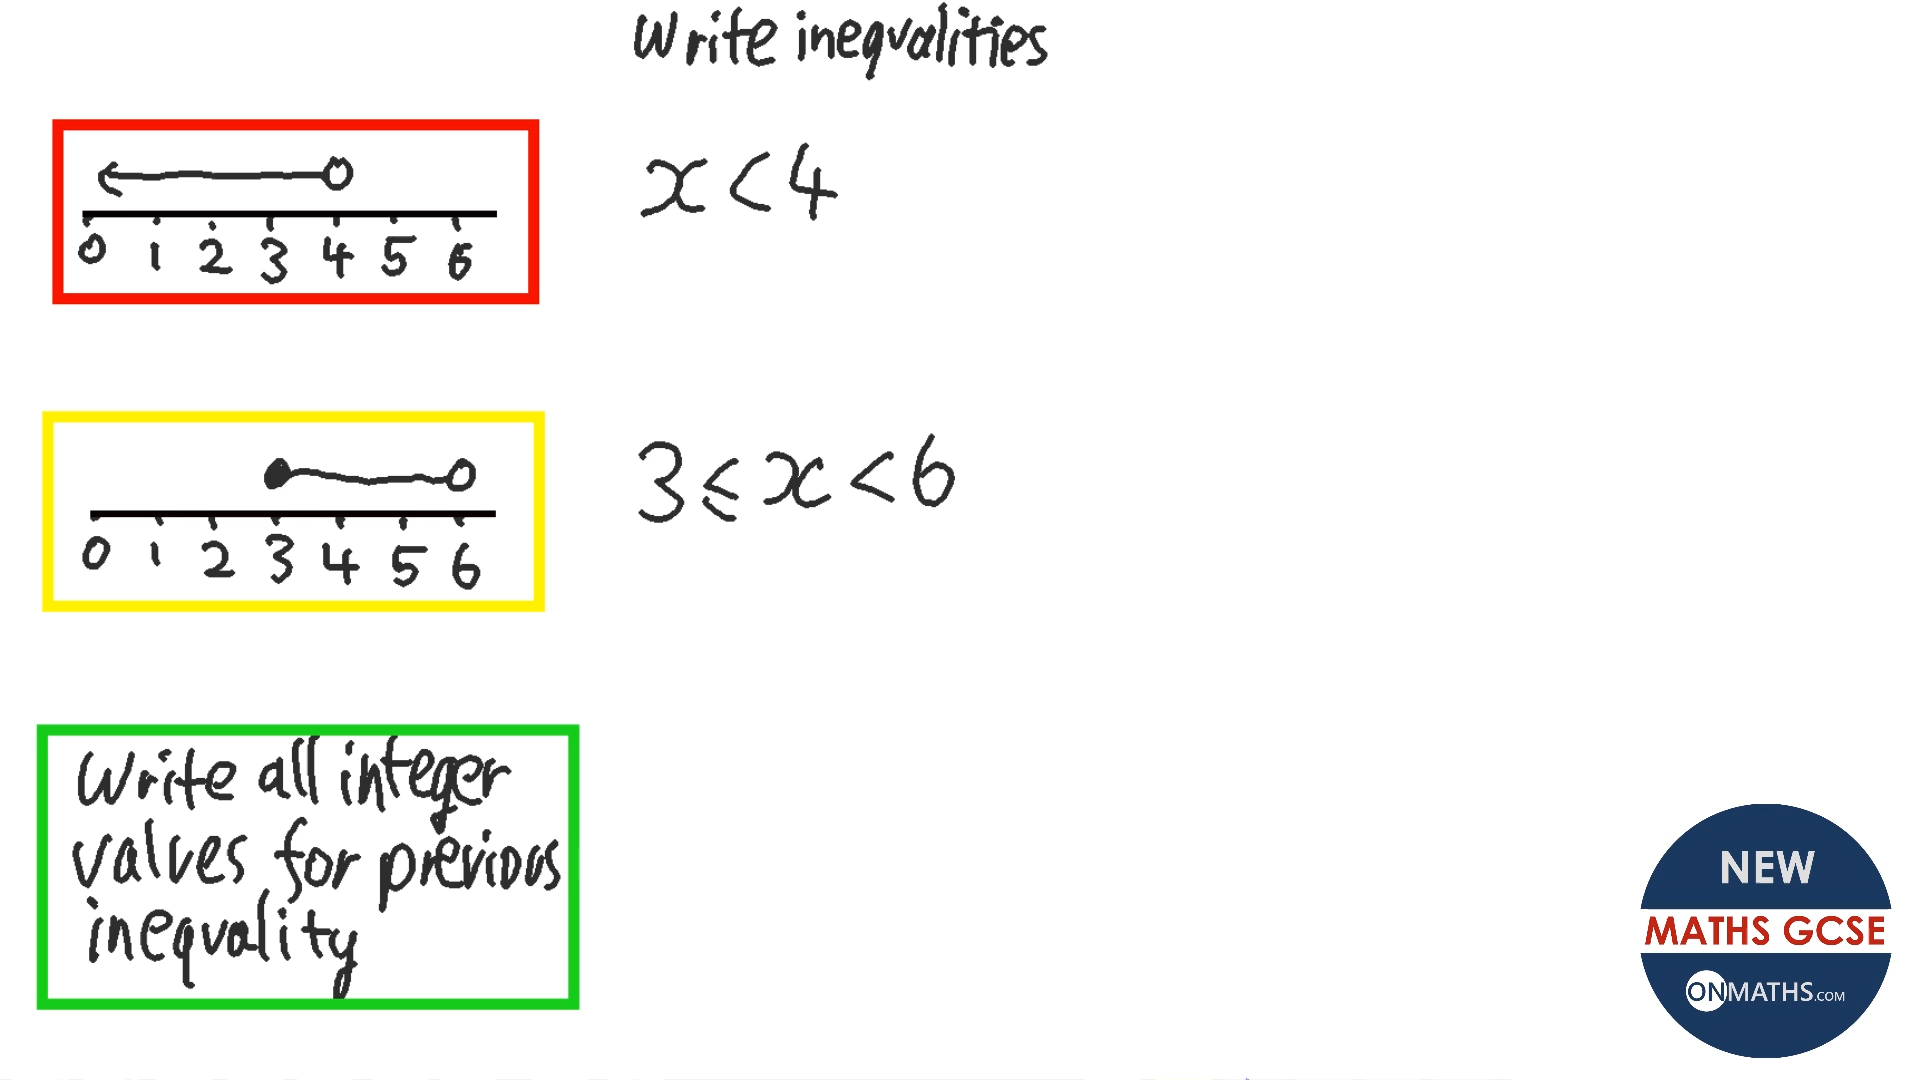 Write inequalities
0 1 2 3 4 5 6
x < 4
0 1 2 3 4 5 6
3 ≤ x < 6
Write all integer
values for previous
inequality
NEW
MATHS GCSE
ONMATHS.COM